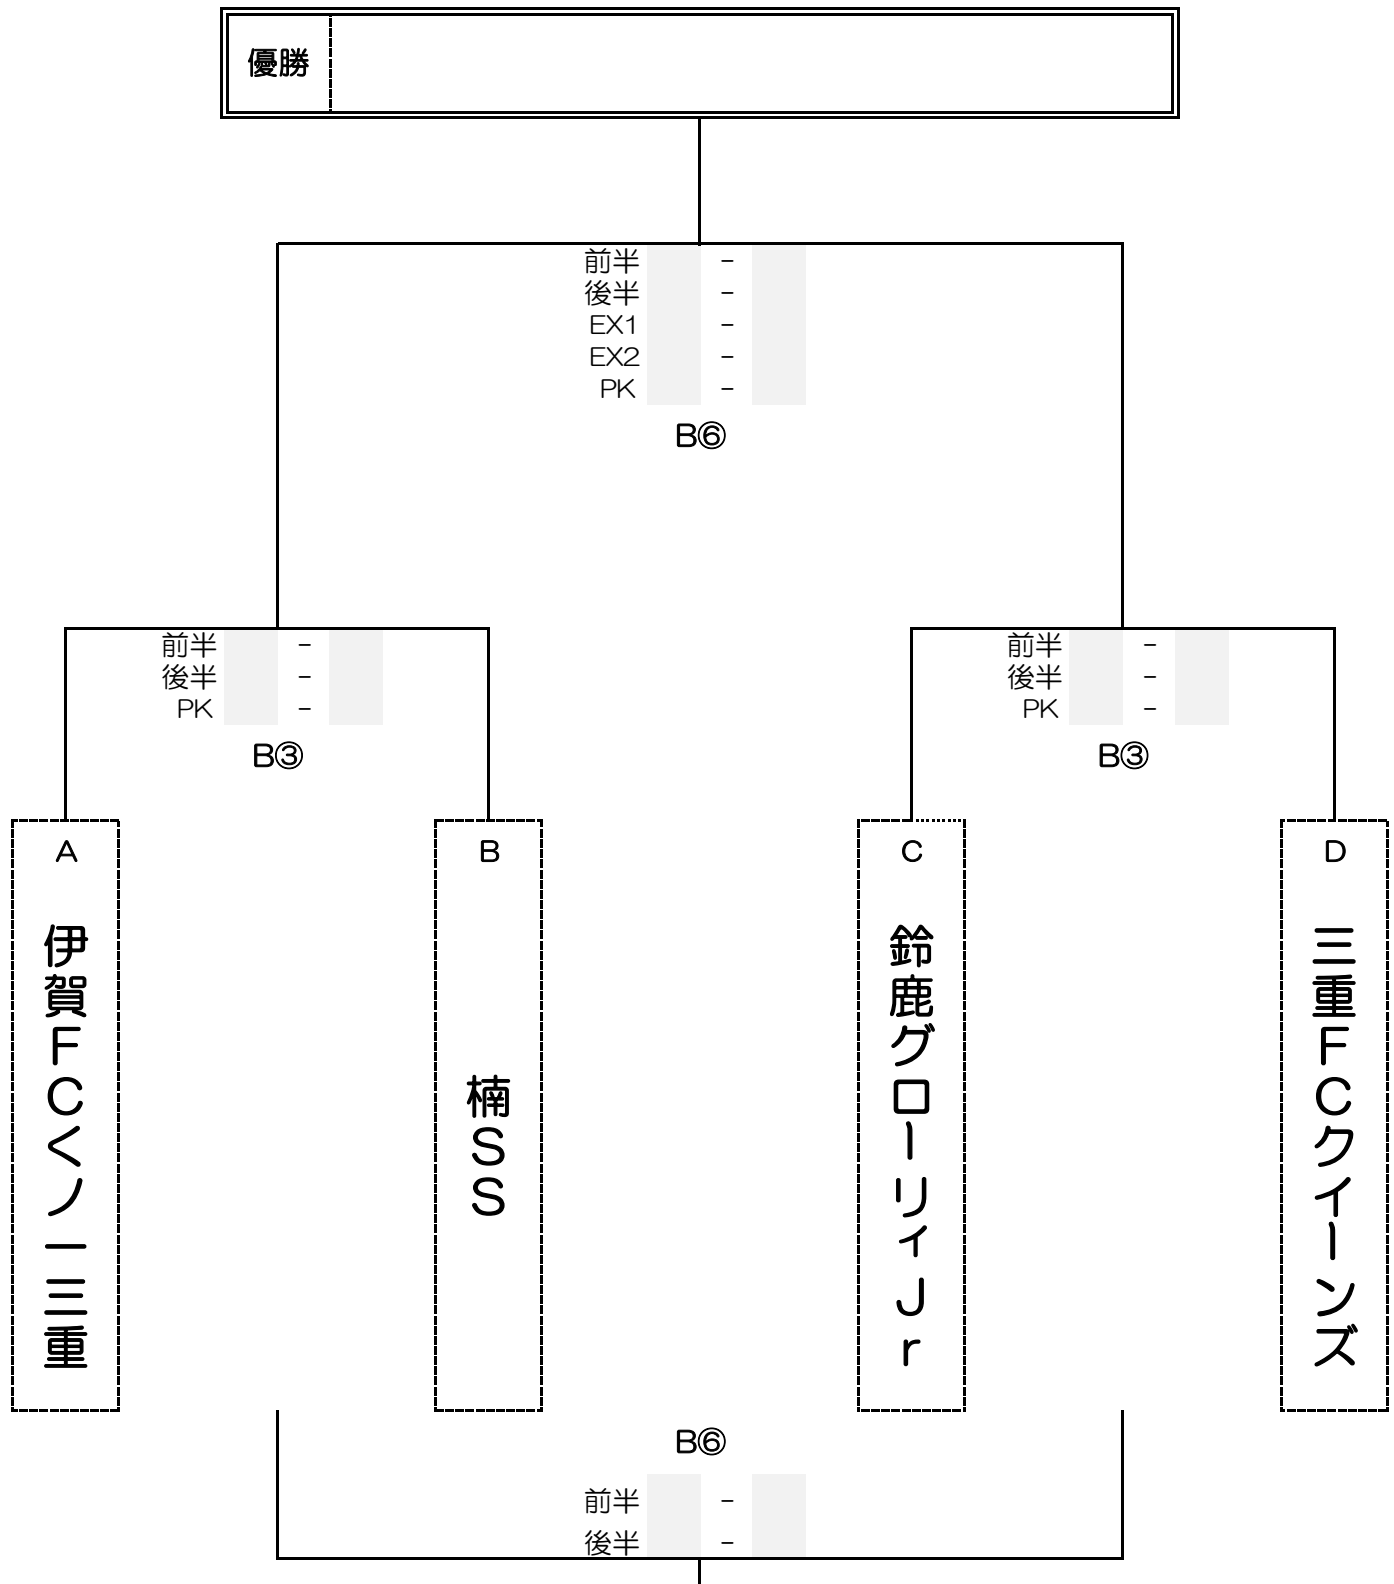 優勝
前半 -
後半 -
EX1 -
EX2 -
PK -
B⑥
前半 -
後半 -
PK -
B③
前半 -
後半 -
PK -
B③
A
伊賀FCくノ一三重
B
楠SS
C
鈴鹿グローリィJr
D
三重FCクイーンズ
B⑥
前半 -
後半 -